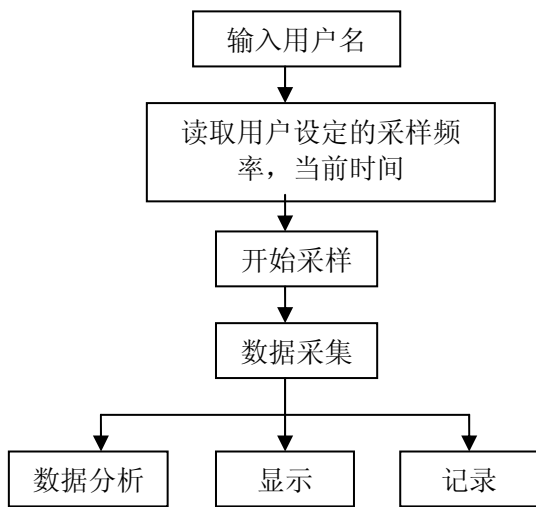 输入用户名
读取用户设定的采样频
率，当前时间
开始采样
数据采集
数据分析
显示
记录